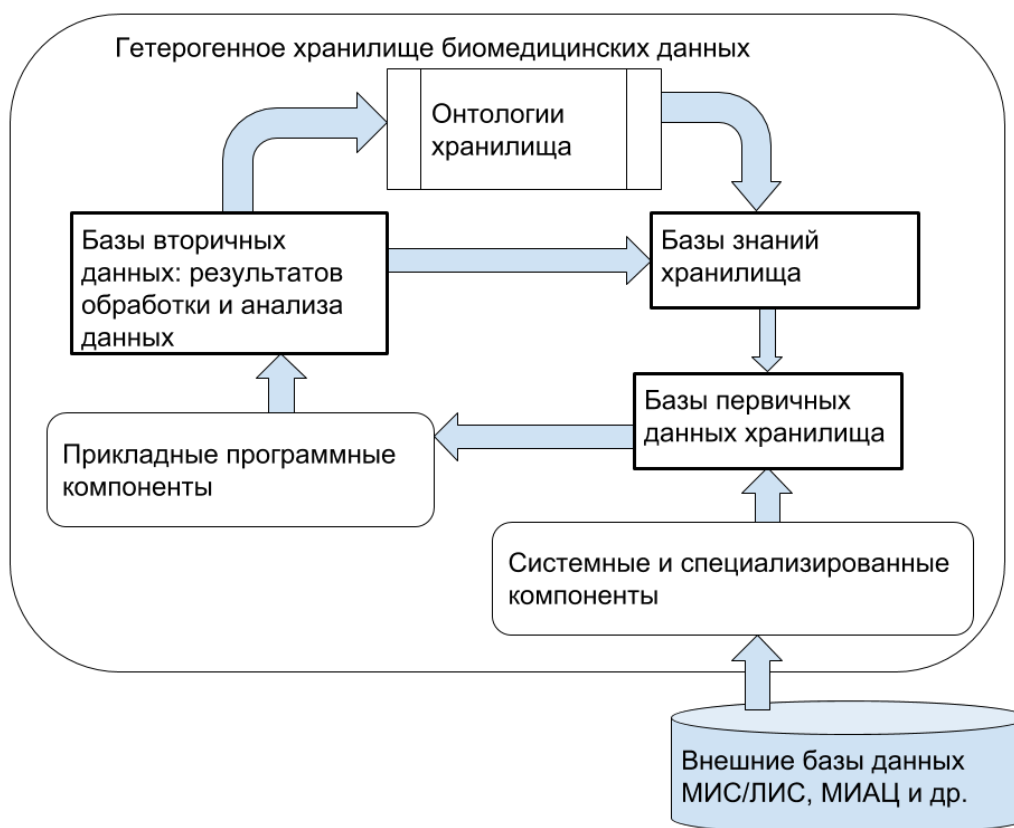 Гетерогенное хранилище биомедицинских данных
Онтологии
хранилища
Базы вторичных
данных: результатов
обработки и анализа
данных
Базы знаний
хранилища
Базы первичных
данных хранилища
Прикладные программные
компоненты
Системные и специализированные
компоненты
Внешние базы данных
МИС/ЛИС, МИАЦ и др.